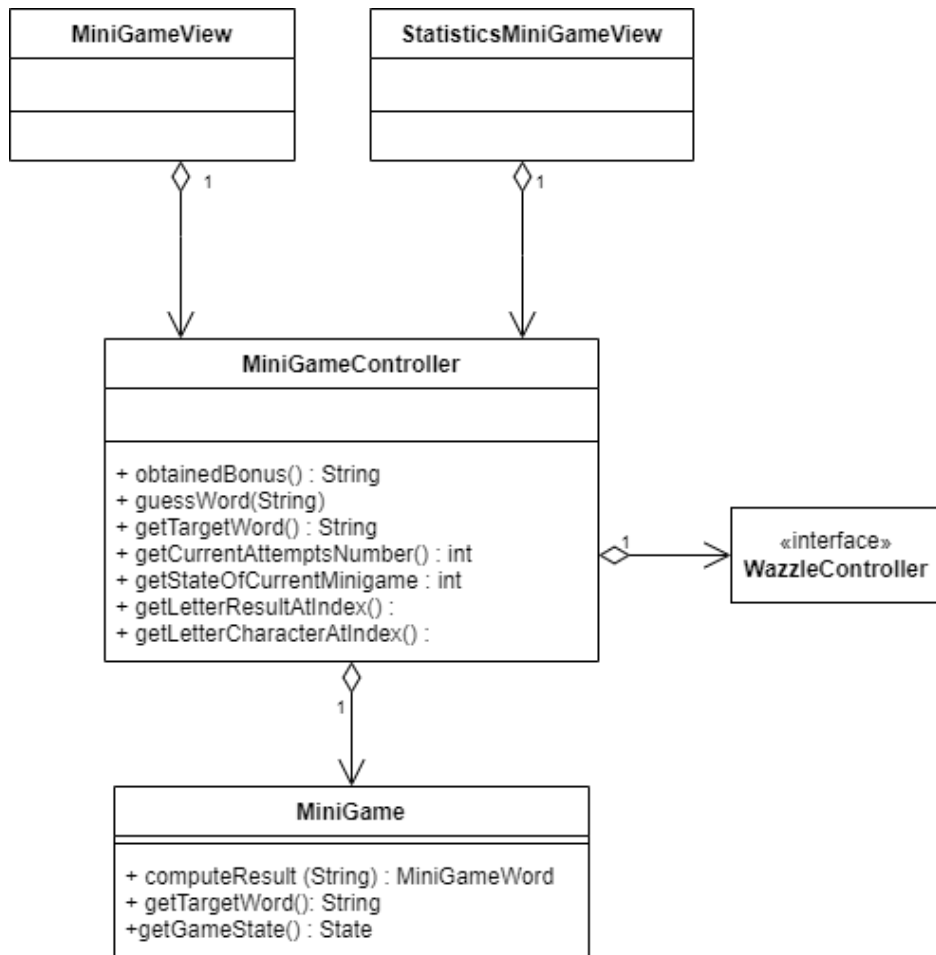 MiniGameView
StatisticsMiniGameView
1
1
MiniGameController
+ obtainedBonus() : String
+ guessWord(String)
+ getTargetWord() : String
+ getCurrentAttemptsNumber() : int
+ getStateOfCurrentMinigame : int
+ getLetterResultAtIndex() :
+ getLetterCharacterAtIndex() :
1
«interface»
WazzleController
1
MiniGame
+ computeResult (String) : MiniGameWord
+ getTargetWord(): String
+getGameState() : State